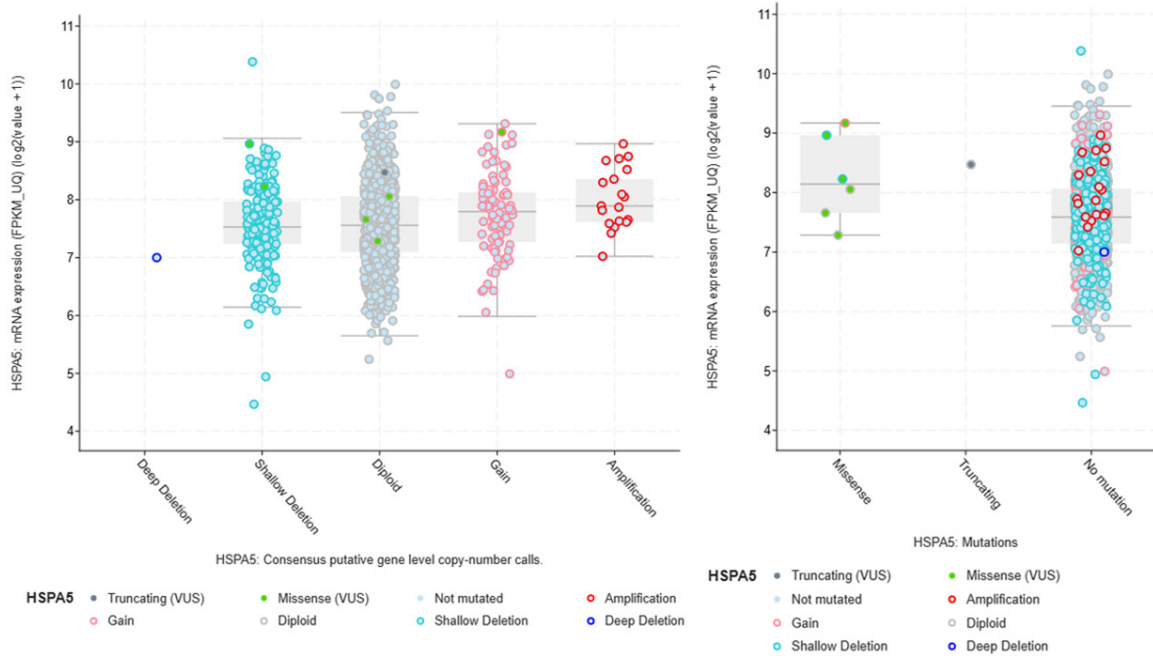 HSPA5: mRNA expression (FPKM_UQ) (log2(value + 1))
11
10
9
8
7
6
5
4
Deep Deletion
Shallow Deletion
Diploid
Gain
Amplification
HSPA5: Consensus putative gene level copy-number calls.
HSPA5
Truncating (VUS)
Missense (VUS)
Not mutated
Amplification
Gain
Diploid
Shallow Deletion
Deep Deletion
HSPA5: mRNA expression (FPKM_UQ) (log2(value + 1))
11
10
9
8
7
6
5
4
Missense
Truncating
No mutation
HSPA5: Mutations
HSPA5
Truncating (VUS)
Missense (VUS)
Not mutated
Amplification
Gain
Diploid
Shallow Deletion
Deep Deletion